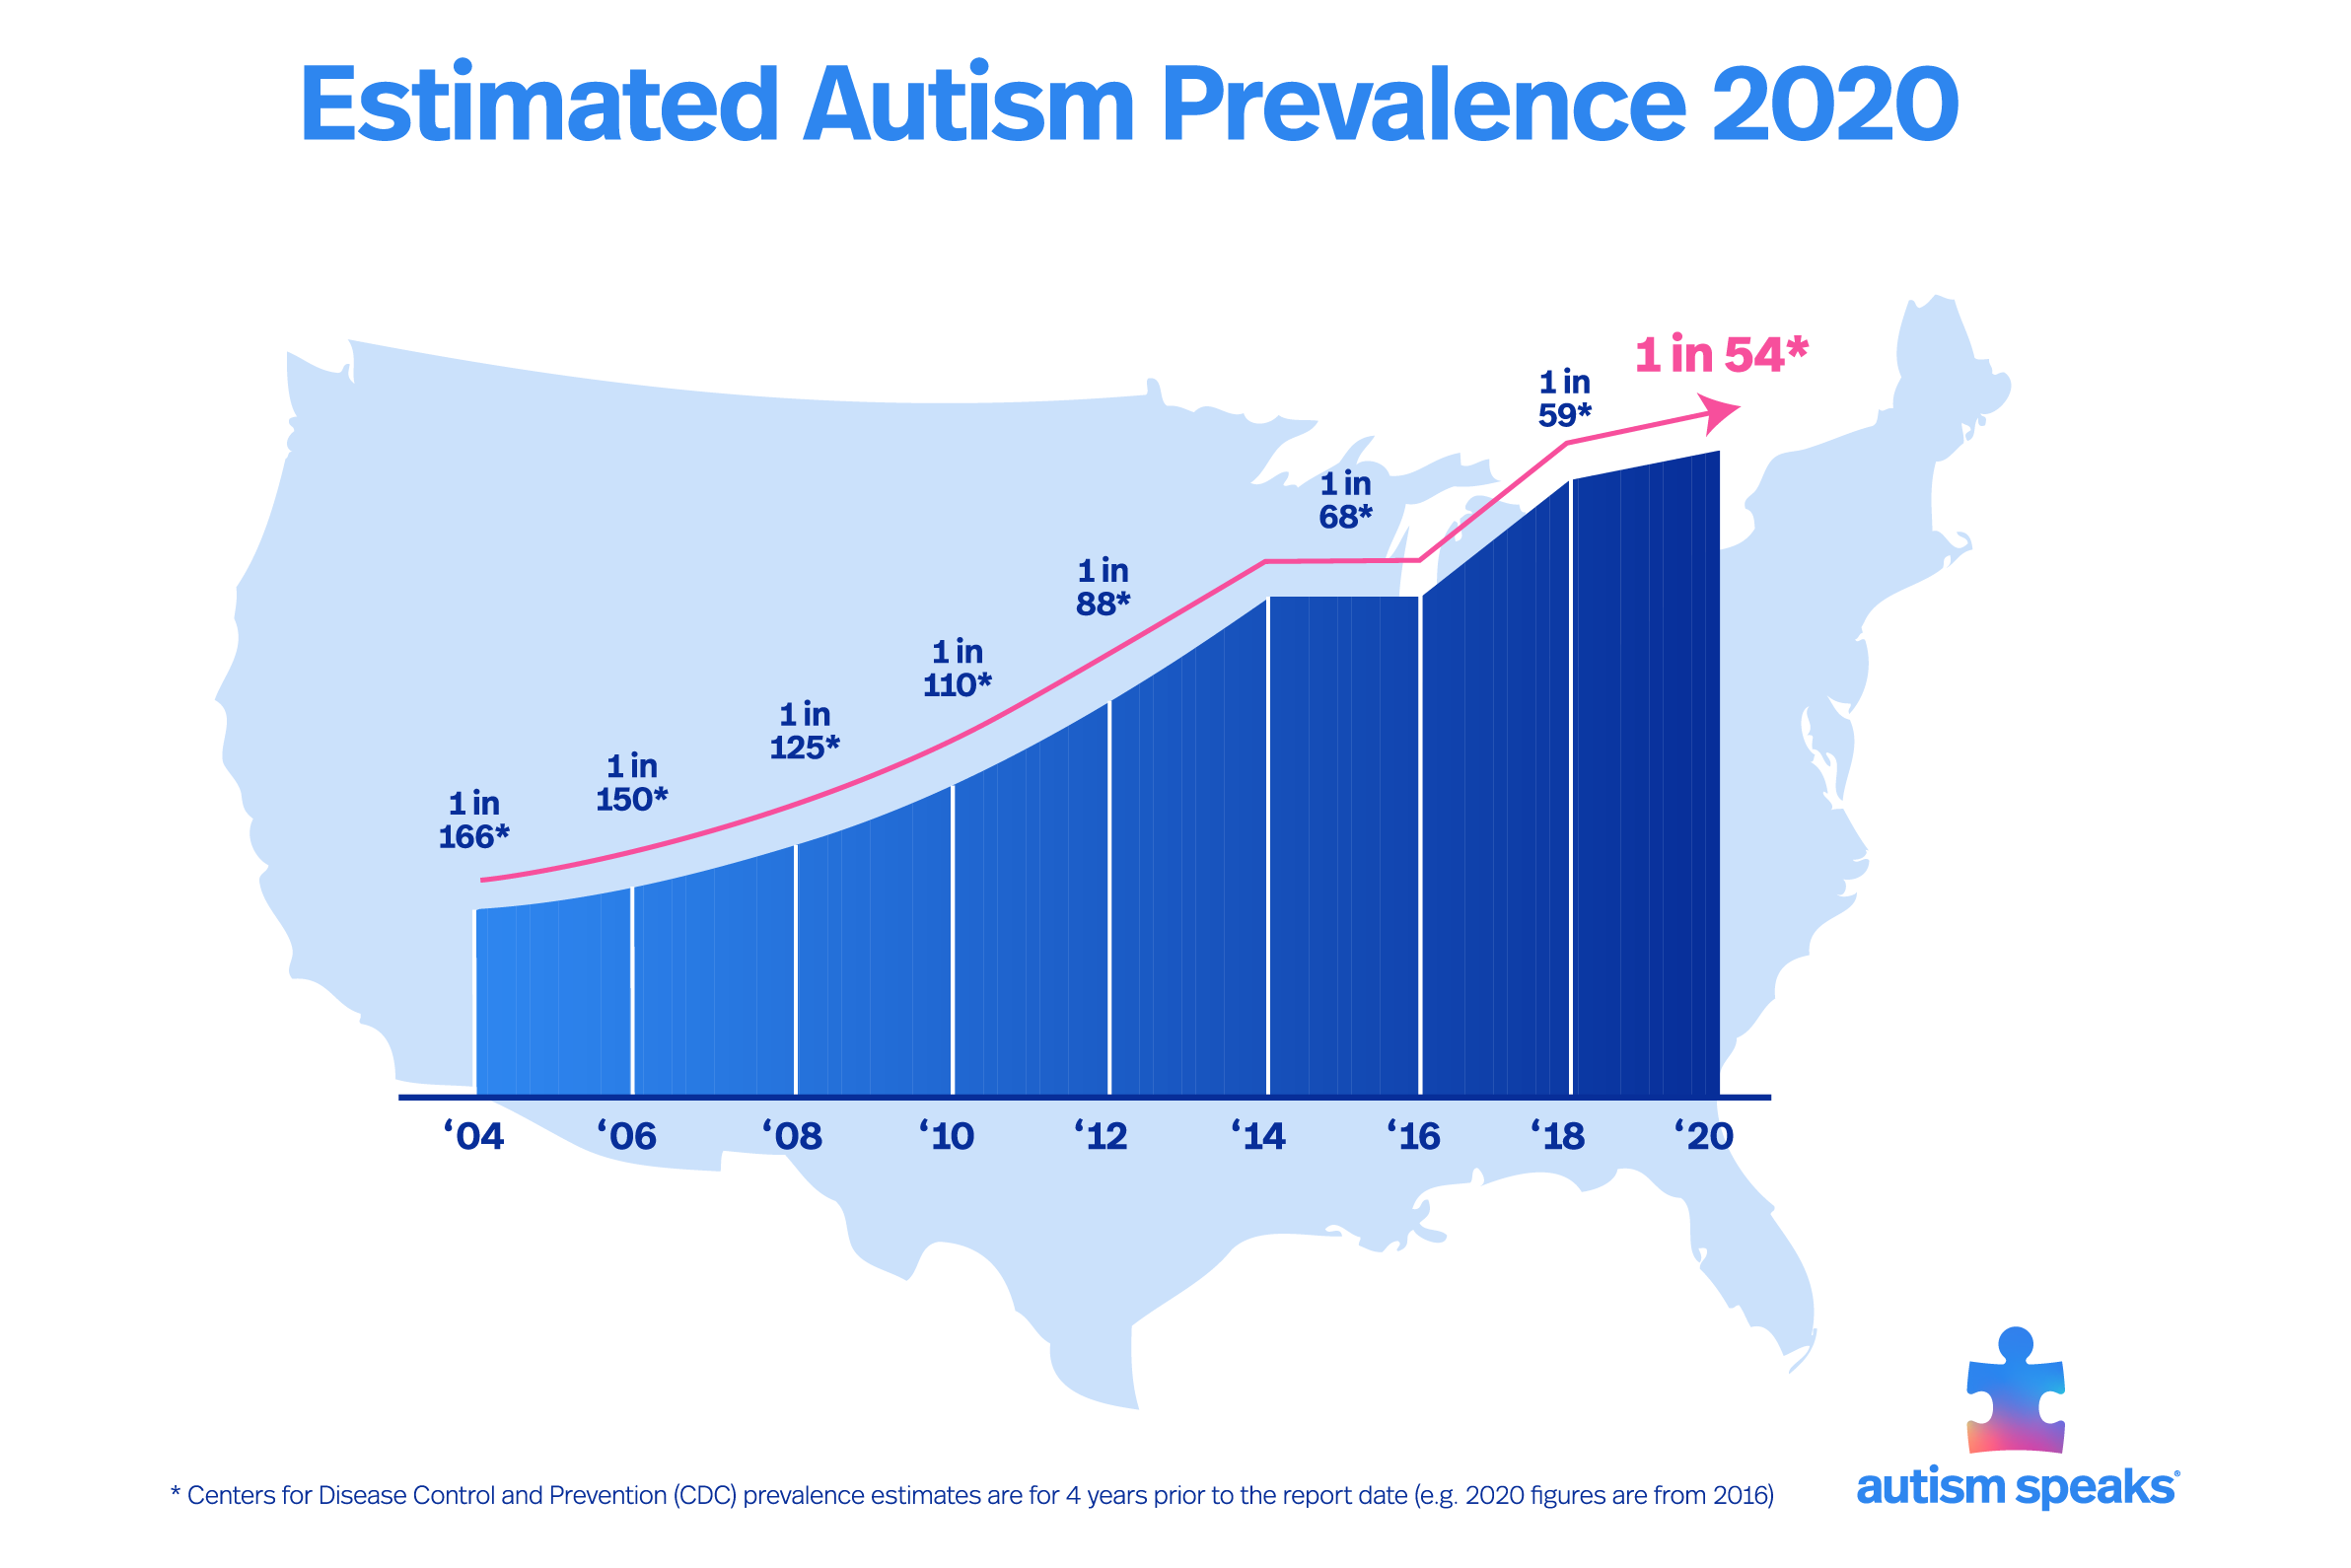 Estimated Autism Prevalence 2020
1 in 54*
1 in
59*
1 in
68*
1 in
88*
1 in
110*
1 in
125*
1 in
150*
1 in
166*
‘04 ‘06 ‘08 ‘10 ‘12 ‘14 ‘16 ‘18 ‘20
* Centers for Disease Control and Prevention (CDC) prevalence estimates are for 4 years prior to the report date (e.g. 2020 figures are from 2016)
autism speaks®